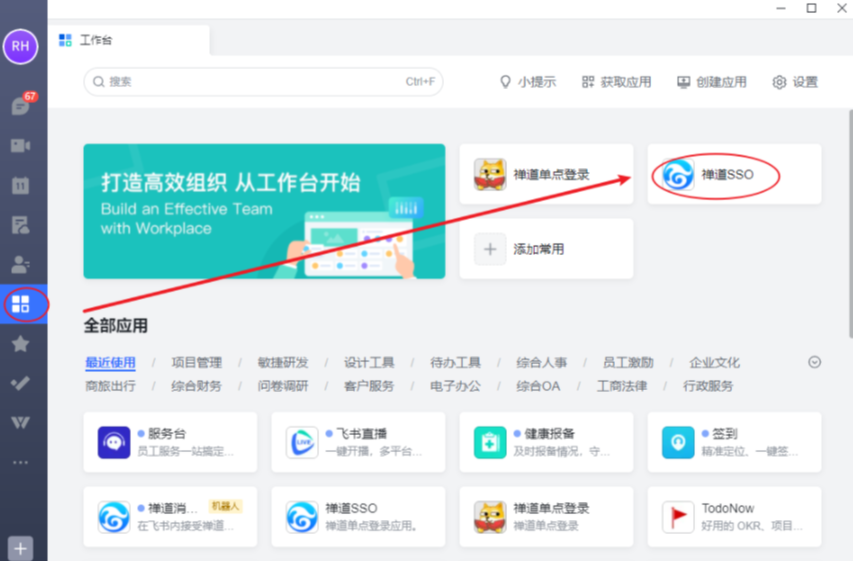 RH
工作台
67
搜索
Ctrl+F
小提示
获取应用
创建应用
设置
11
打造高效组织 从工作台开始
Build an Effective Team
with Workplace
禅道单点登录
禅道SSO
添加常用
全部应用
最近使用 / 项目管理 / 敏捷研发 / 设计工具 / 待办工具 / 综合人事 / 员工激励 / 企业文化
商旅出行 / 综合财务 / 问卷调研 / 客户服务 / 电子办公 / 综合OA / 工商法律 / 行政服务
服务台
员工服务一站搞定...
LIVE
飞书直播
一键开播，多平台...
健康报备
及时报备情况，守...
签到
精准定位，一键签...
禅道消... 机器人
在飞书内接受禅道...
禅道SSO
禅道单点登录应用。
禅道单点登录
禅道单点登录
TodoNow
好用的 OKR、项目...